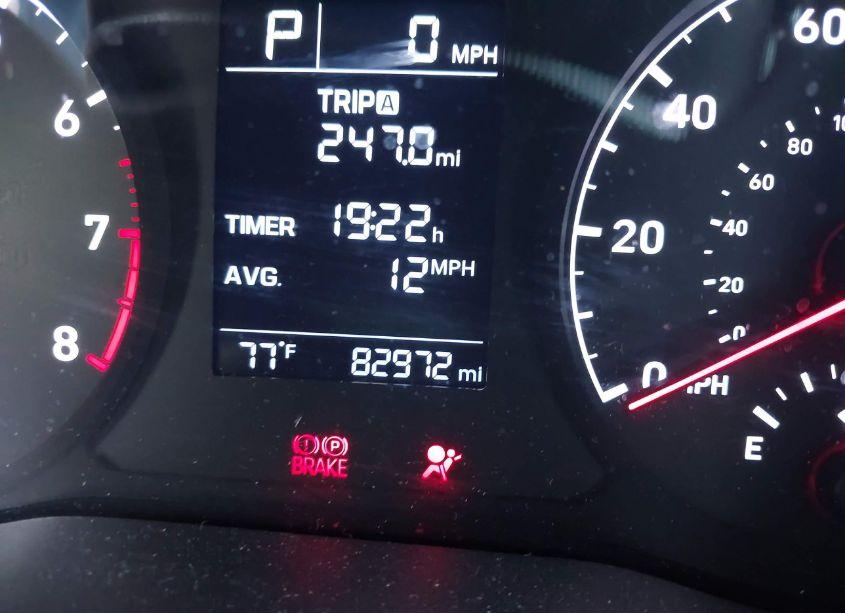 P 0 MPH
TRIP A
247.0 mi
TIMER 19:22 h
AVG. 12 MPH
77°F 82972 mi
(!) (P)
BRAKE
6
7
8
60
40
20
0 MPH
80
60
40
20
0
E